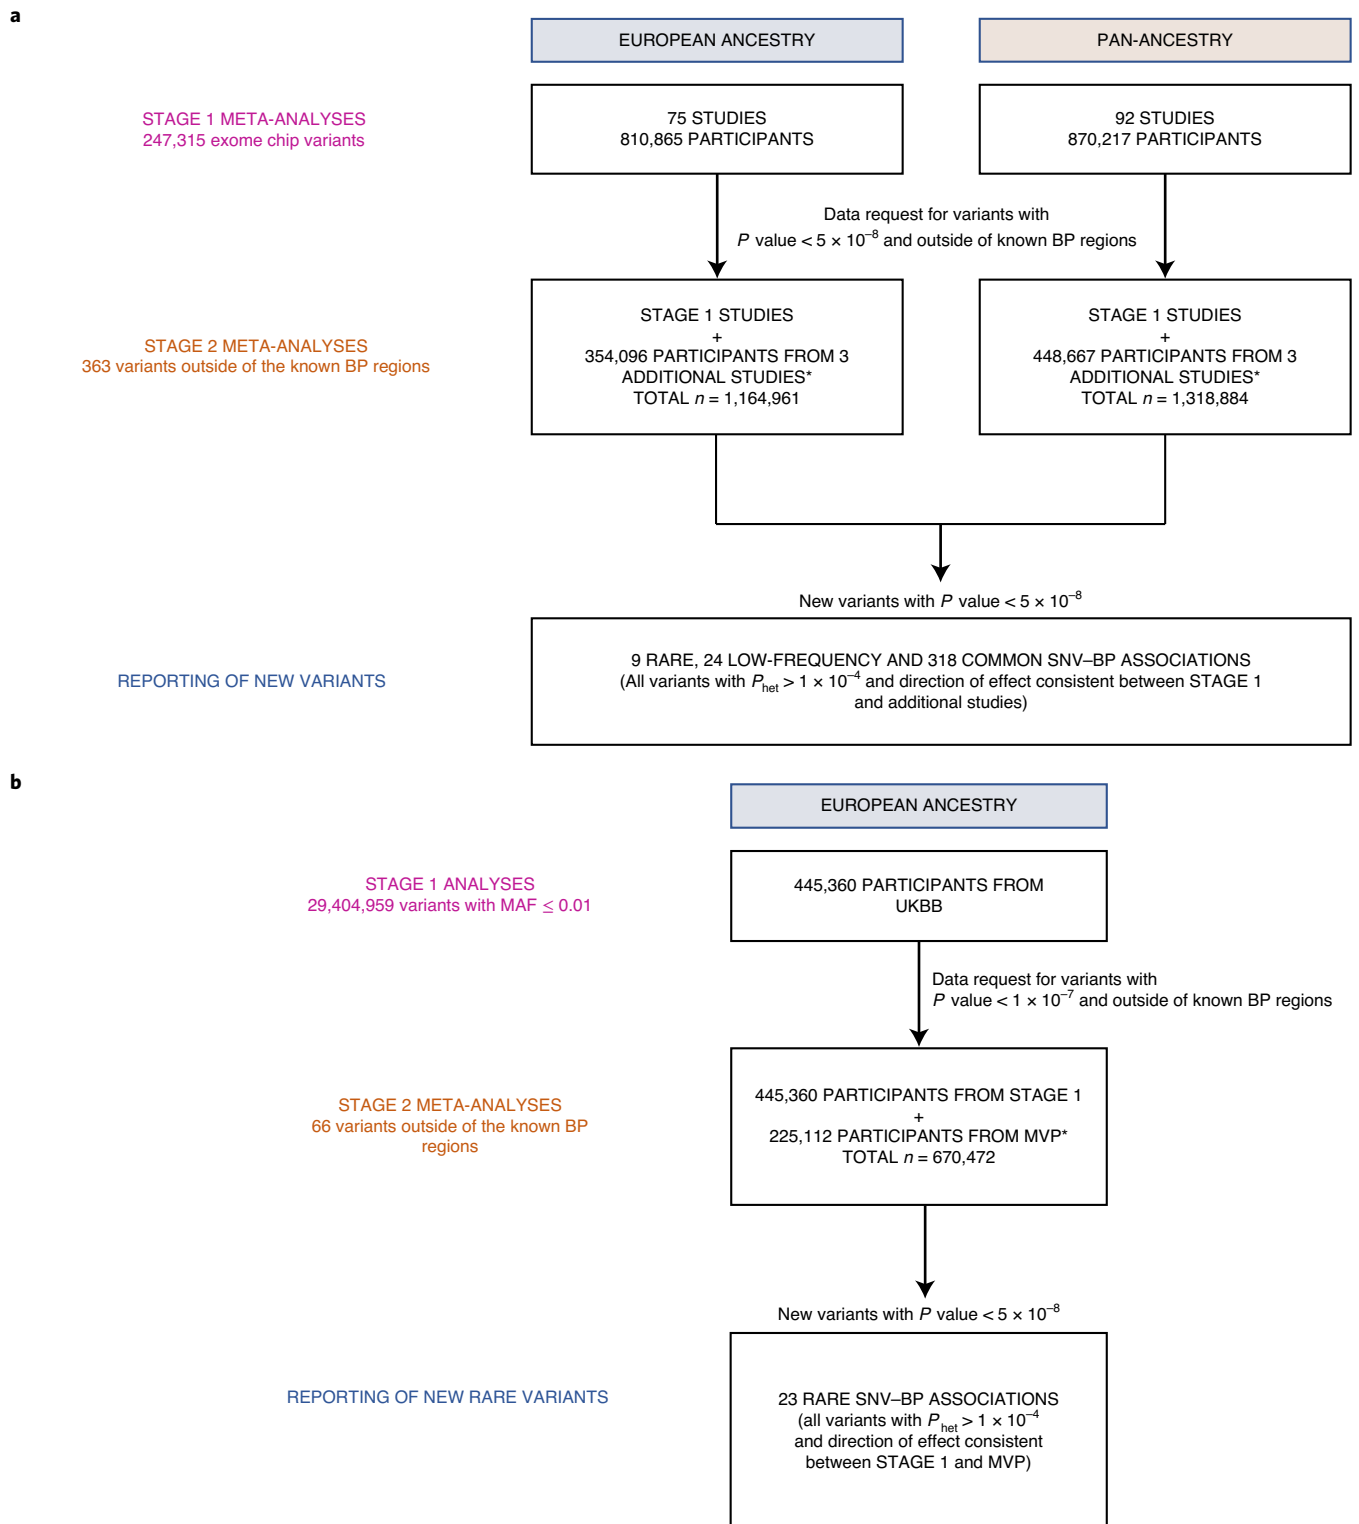 a
EUROPEAN ANCESTRY
PAN-ANCESTRY
STAGE 1 META-ANALYSES
247,315 exome chip variants
75 STUDIES
810,865 PARTICIPANTS
92 STUDIES
870,217 PARTICIPANTS
Data request for variants with
P value < 5 × 10⁻⁸ and outside of known BP regions
STAGE 2 META-ANALYSES
363 variants outside of the known BP regions
STAGE 1 STUDIES
+
354,096 PARTICIPANTS FROM 3
ADDITIONAL STUDIES*
TOTAL n = 1,164,961
STAGE 1 STUDIES
+
448,667 PARTICIPANTS FROM 3
ADDITIONAL STUDIES*
TOTAL n = 1,318,884
New variants with P value < 5 × 10⁻⁸
REPORTING OF NEW VARIANTS
9 RARE, 24 LOW-FREQUENCY AND 318 COMMON SNV–BP ASSOCIATIONS
(All variants with P_het > 1 × 10⁻⁴ and direction of effect consistent between STAGE 1
and additional studies)
b
EUROPEAN ANCESTRY
STAGE 1 ANALYSES
29,404,959 variants with MAF ≤ 0.01
445,360 PARTICIPANTS FROM
UKBB
Data request for variants with
P value < 1 × 10⁻⁷ and outside of known BP regions
STAGE 2 META-ANALYSES
66 variants outside of the known BP
regions
445,360 PARTICIPANTS FROM STAGE 1
+
225,112 PARTICIPANTS FROM MVP*
TOTAL n = 670,472
New variants with P value < 5 × 10⁻⁸
REPORTING OF NEW RARE VARIANTS
23 RARE SNV–BP ASSOCIATIONS
(all variants with P_het > 1 × 10⁻⁴
and direction of effect consistent
between STAGE 1 and MVP)